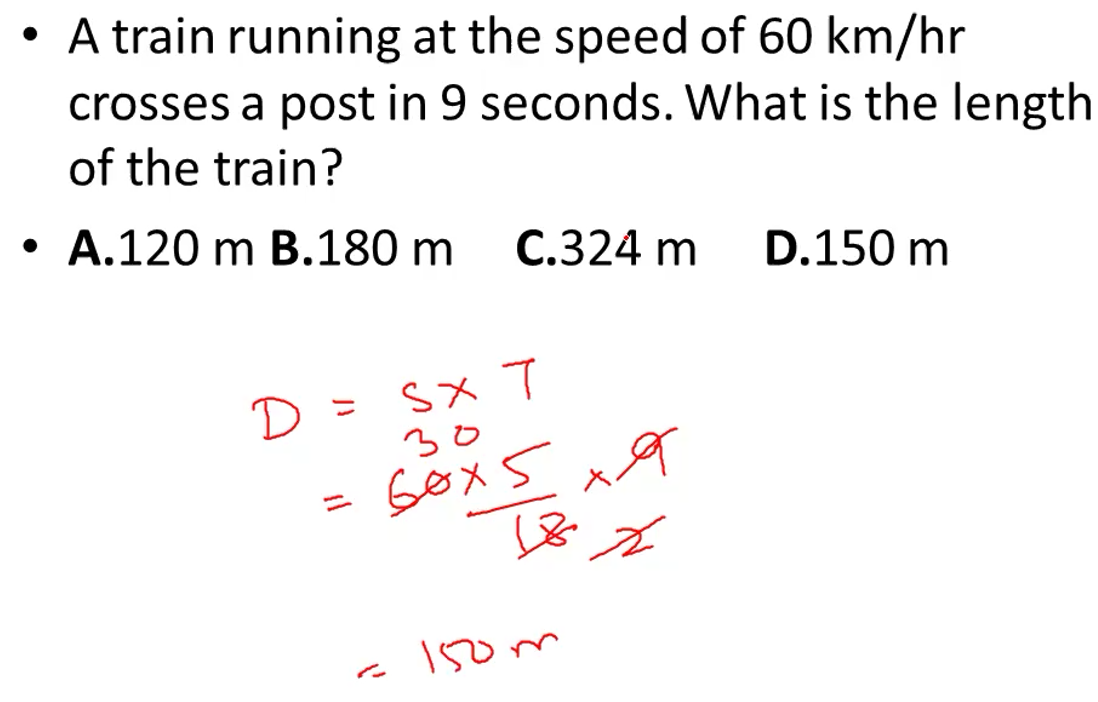 • A train running at the speed of 60 km/hr
crosses a post in 9 seconds. What is the length
of the train?
• A.120 m B.180 m C.324 m D.150 m
D = S × T
30
= 60 × 5 × 9
18 2
= 150 m